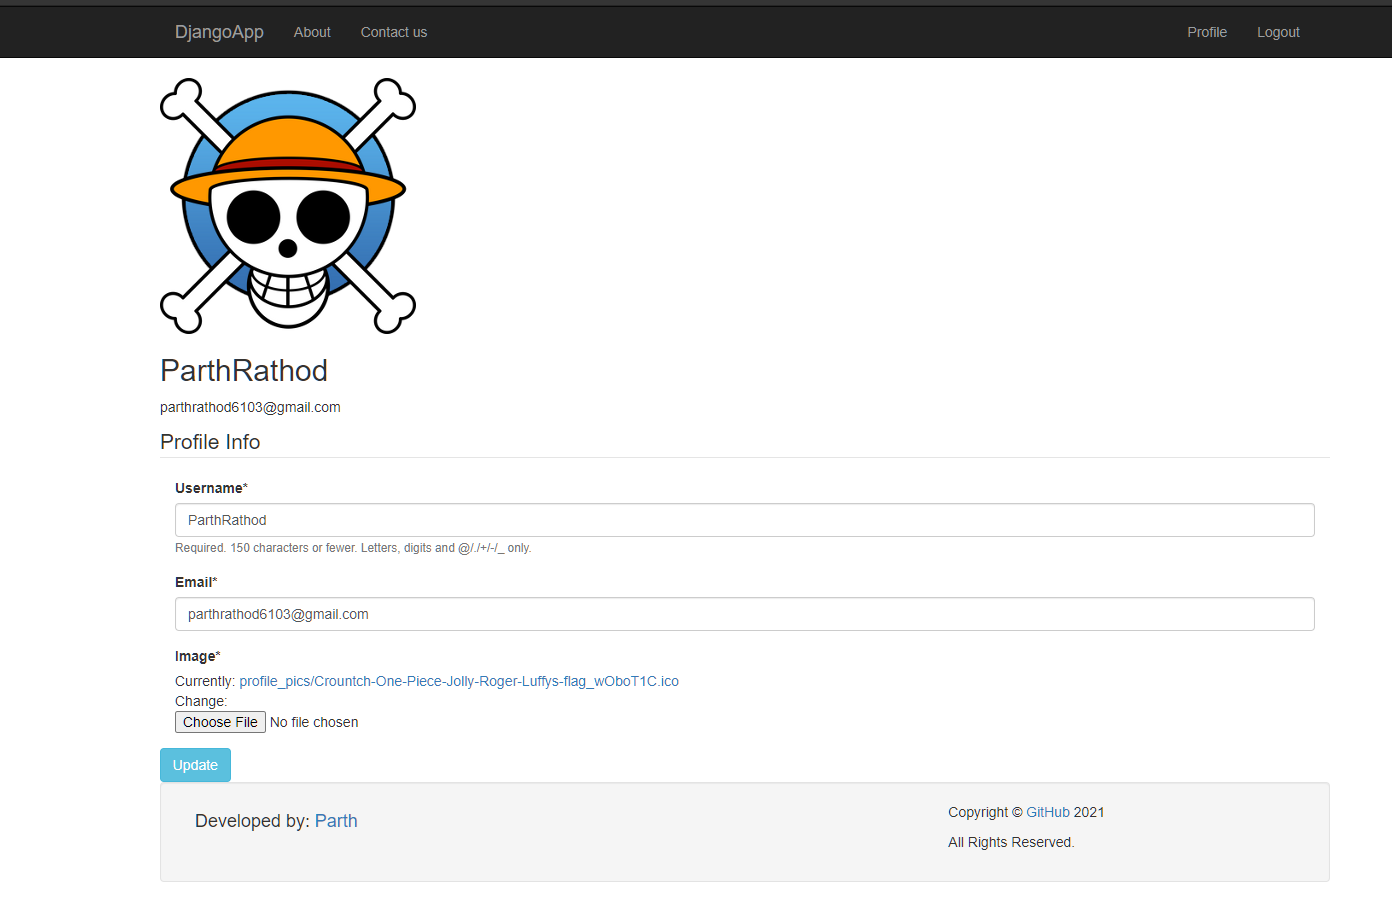 DjangoApp About Contact us Profile Logout
ParthRathod
parthrathod6103@gmail.com
Profile Info
Username*
ParthRathod
Required. 150 characters or fewer. Letters, digits and @/./+/-/_ only.
Email*
parthrathod6103@gmail.com
Image*
Currently: profile_pics/Crountch-One-Piece-Jolly-Roger-Luffys-flag_wOboT1C.ico
Change:
Choose File No file chosen
Update
Developed by: Parth
Copyright © GitHub 2021
All Rights Reserved.